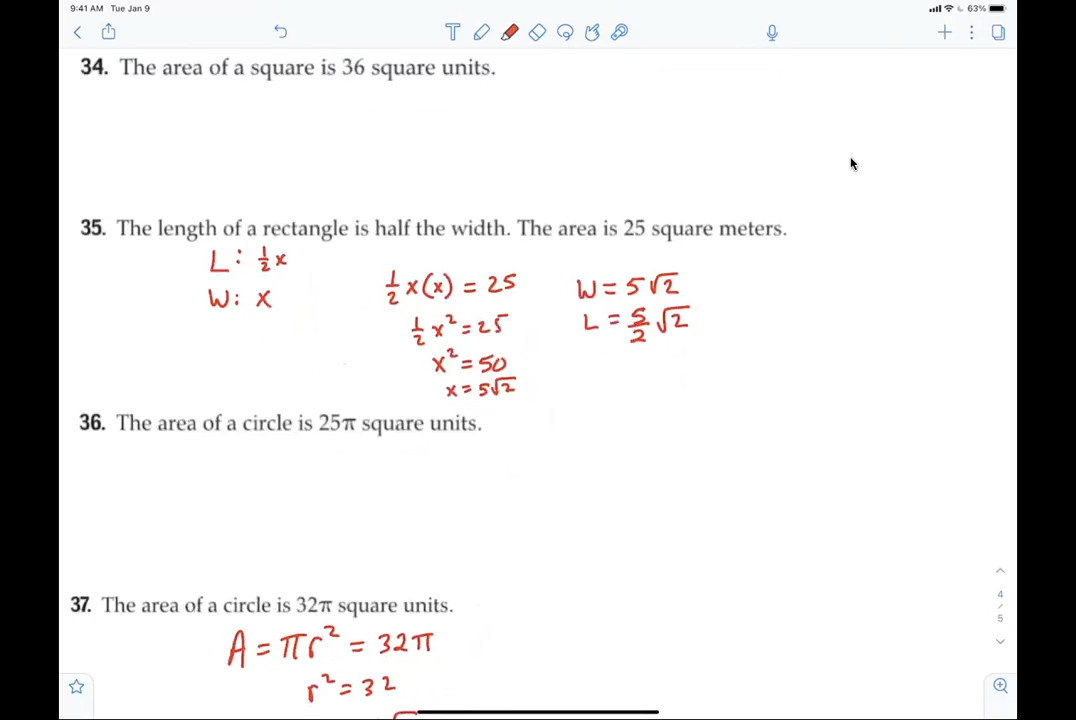 9:41 AM Tue Jan 9
63%
34. The area of a square is 36 square units.
35. The length of a rectangle is half the width. The area is 25 square meters.
L: ½x
W: x
½x(x) = 25
½x² = 25
x² = 50
x = 5√2
W = 5√2
L = 5/2 √2
36. The area of a circle is 25π square units.
4
/
5
37. The area of a circle is 32π square units.
A = πr² = 32π
r² = 32